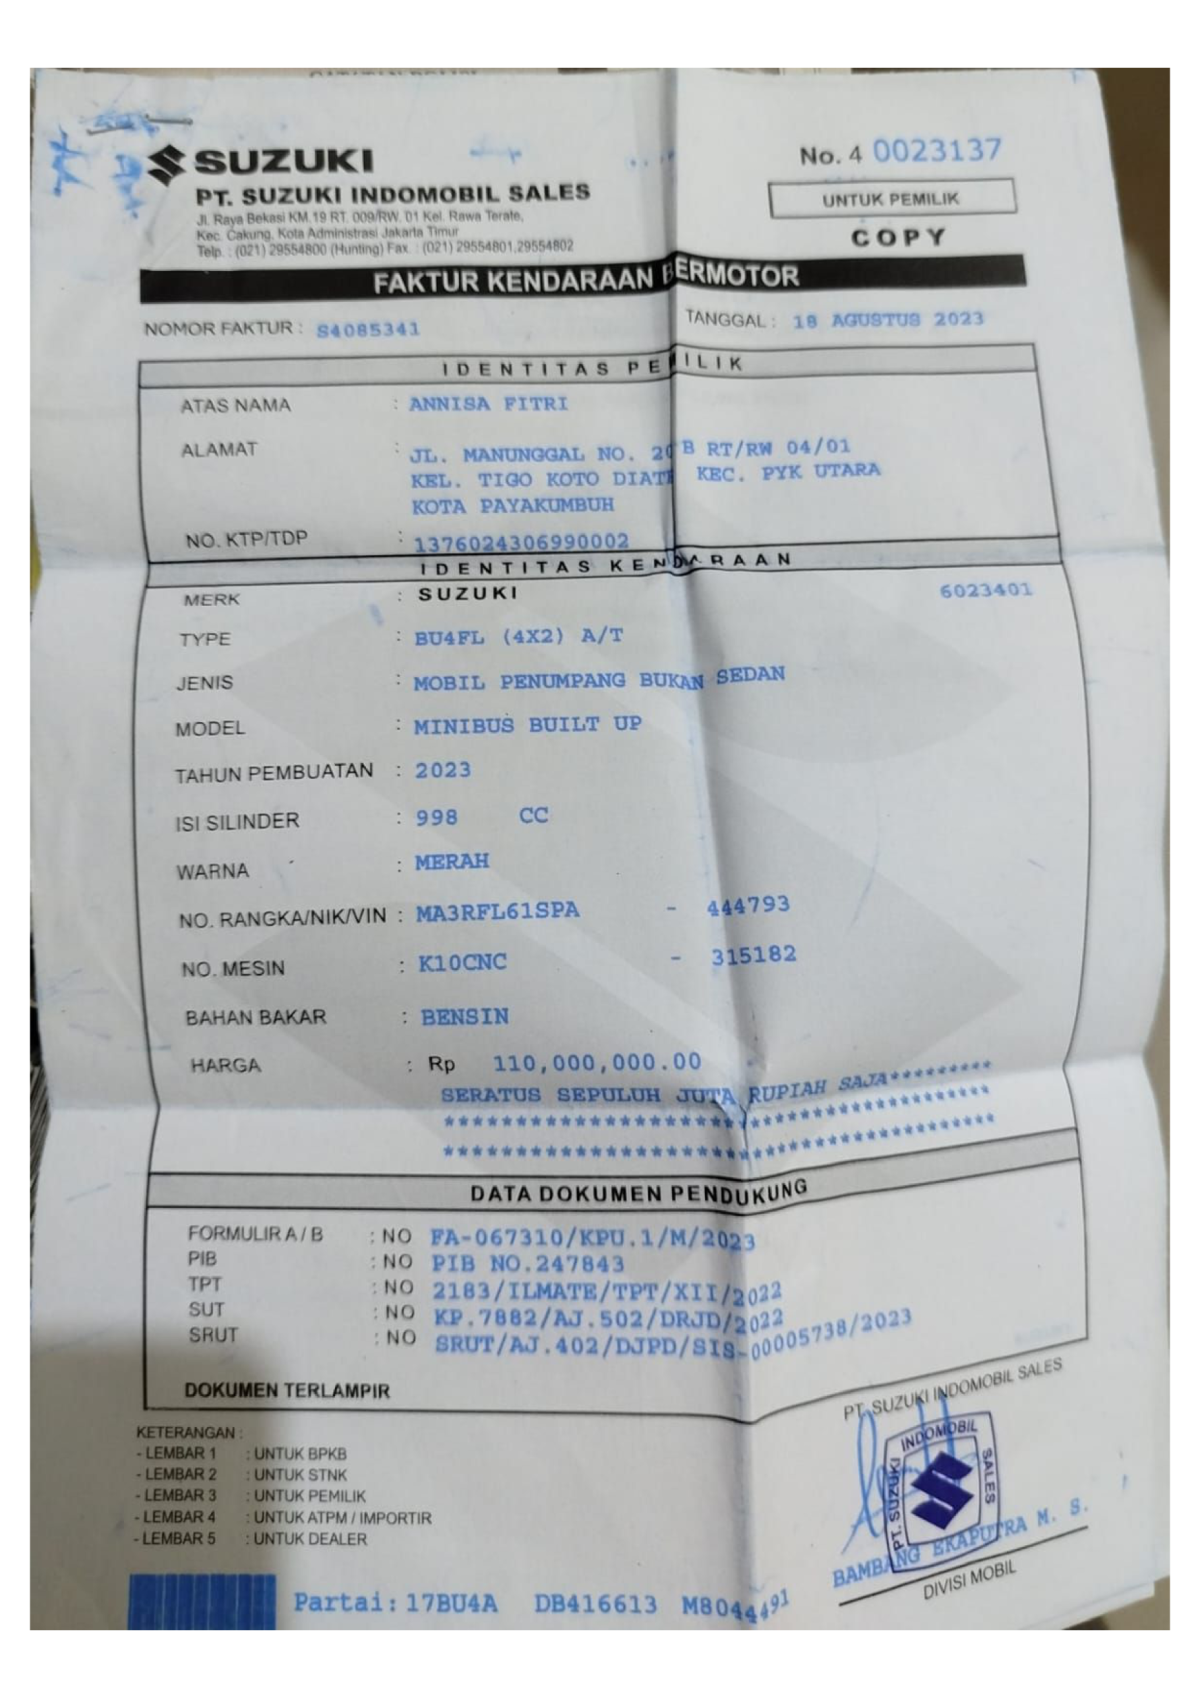 SUZUKI
PT. SUZUKI INDOMOBIL SALES
Jl. Raya Bekasi KM.19 RT. 009/RW. 01 Kel. Rawa Terate,
Kec. Cakung, Kota Administrasi Jakarta Timur
Telp. : (021) 29554800 (Hunting) Fax. : (021) 29554801,29554802
No. 4 0023137
UNTUK PEMILIK
COPY
FAKTUR KENDARAAN BERMOTOR
NOMOR FAKTUR : S4085341
TANGGAL : 18 AGUSTUS 2023
IDENTITAS PEMILIK
ATAS NAMA : ANNISA FITRI
ALAMAT : JL. MANUNGGAL NO. B RT/RW 04/01
KEL. TIGO KOTO KEC. PYK UTARA
KOTA PAYAKUMBUH
NO. KTP/TDP : 1376024306990002
IDENTITAS KENDARAAN
MERK : SUZUKI 6023401
TYPE : BU4FL (4X2) A/T
JENIS : MOBIL PENUMPANG BUKAN SEDAN
MODEL : MINIBUS BUILT UP
TAHUN PEMBUATAN : 2023
ISI SILINDER : 998 CC
WARNA : MERAH
NO. RANGKA/NIK/VIN : MA3RFL61SPA - 444793
NO. MESIN : K10CNC - 315182
BAHAN BAKAR : BENSIN
HARGA : Rp 110,000,000.00
SERATUS SEPULUH JUTA RUPIAH SAJA*********
**************************************
**************************************
DATA DOKUMEN PENDUKUNG
FORMULIR A / B : NO FA-067310/KPU.1/M/2023
PIB : NO PIB NO.247843
TPT : NO 2183/ILMATE/TPT/XII/2022
SUT : NO KP.7882/AJ.502/DRJD/2022
SRUT : NO SRUT/AJ.402/DJPD/SIS-00005738/2023
DOKUMEN TERLAMPIR
KETERANGAN :
- LEMBAR 1 : UNTUK BPKB
- LEMBAR 2 : UNTUK STNK
- LEMBAR 3 : UNTUK PEMILIK
- LEMBAR 4 : UNTUK ATPM / IMPORTIR
- LEMBAR 5 : UNTUK DEALER
PT. SUZUKI INDOMOBIL SALES
PT. SUZUKI INDOMOBIL SALES
BAMBANG EKAPUTRA M. S.
DIVISI MOBIL
Partai: 17BU4A DB416613 M8044491